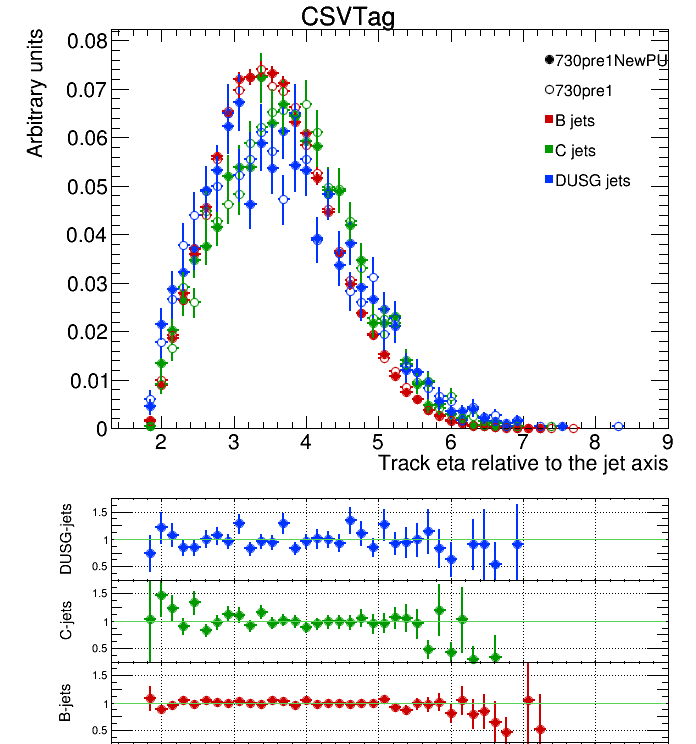 CSVTag
Arbitrary units
0.08
0.07
0.06
0.05
0.04
0.03
0.02
0.01
0
730pre1NewPU
730pre1
B jets
C jets
DUSG jets
2 3 4 5 6 7 8 9
Track eta relative to the jet axis
DUSG-jets
1.5
1
0.5
C-jets
1.5
1
0.5
B-jets
1.5
1
0.5